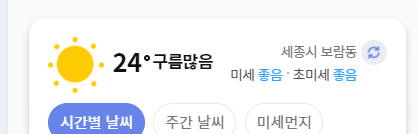 세종시 보람동
24° 구름많음
미세 좋음 · 초미세 좋음
시간별 날씨 주간 날씨 미세먼지